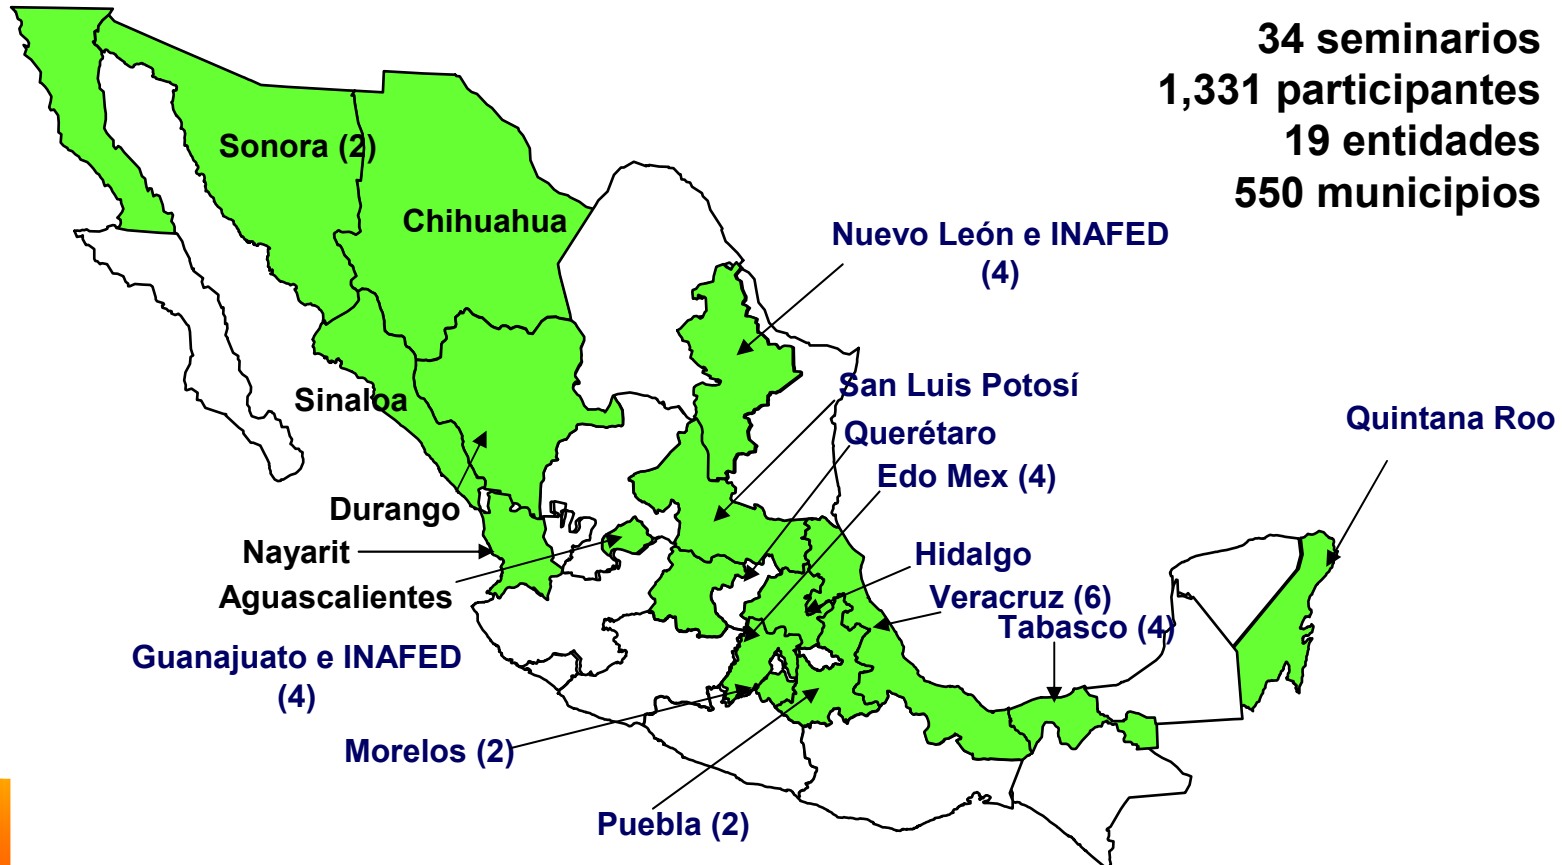 34 seminarios
1,331 participantes
19 entidades
550 municipios
Sonora (2)
Chihuahua
Nuevo León e INAFED
(4)
Sinaloa
San Luis Potosí
Quintana Roo
Querétaro
Edo Mex (4)
Durango
Nayarit
Hidalgo
Aguascalientes
Veracruz (6)
Tabasco (4)
Guanajuato e INAFED
(4)
Morelos (2)
Puebla (2)